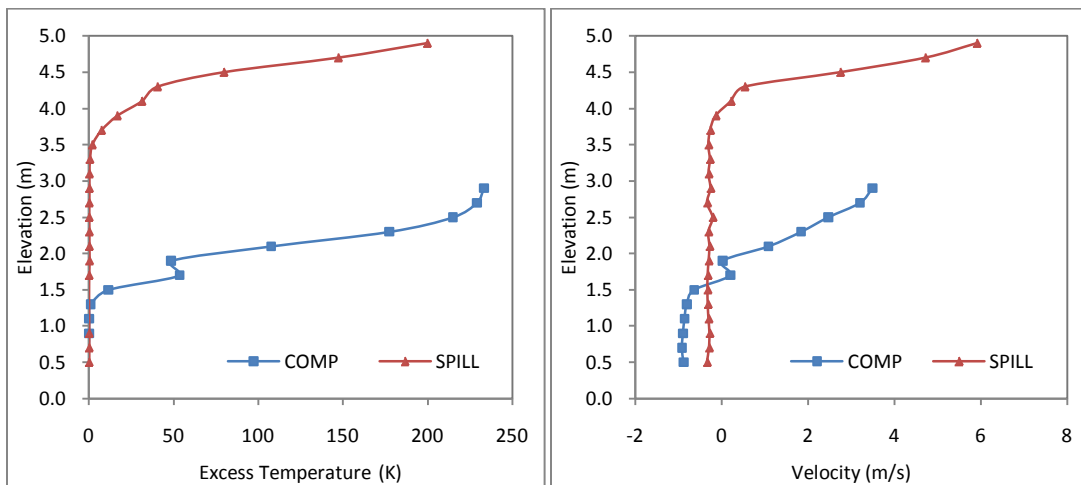 5.0
4.5
4.0
3.5
3.0
2.5
2.0
1.5
1.0
0.5
0.0
Elevation (m)
COMP SPILL
0 50 100 150 200 250
Excess Temperature (K)
5.0
4.5
4.0
3.5
3.0
2.5
2.0
1.5
1.0
0.5
0.0
Elevation (m)
COMP SPILL
-2 0 2 4 6 8
Velocity (m/s)